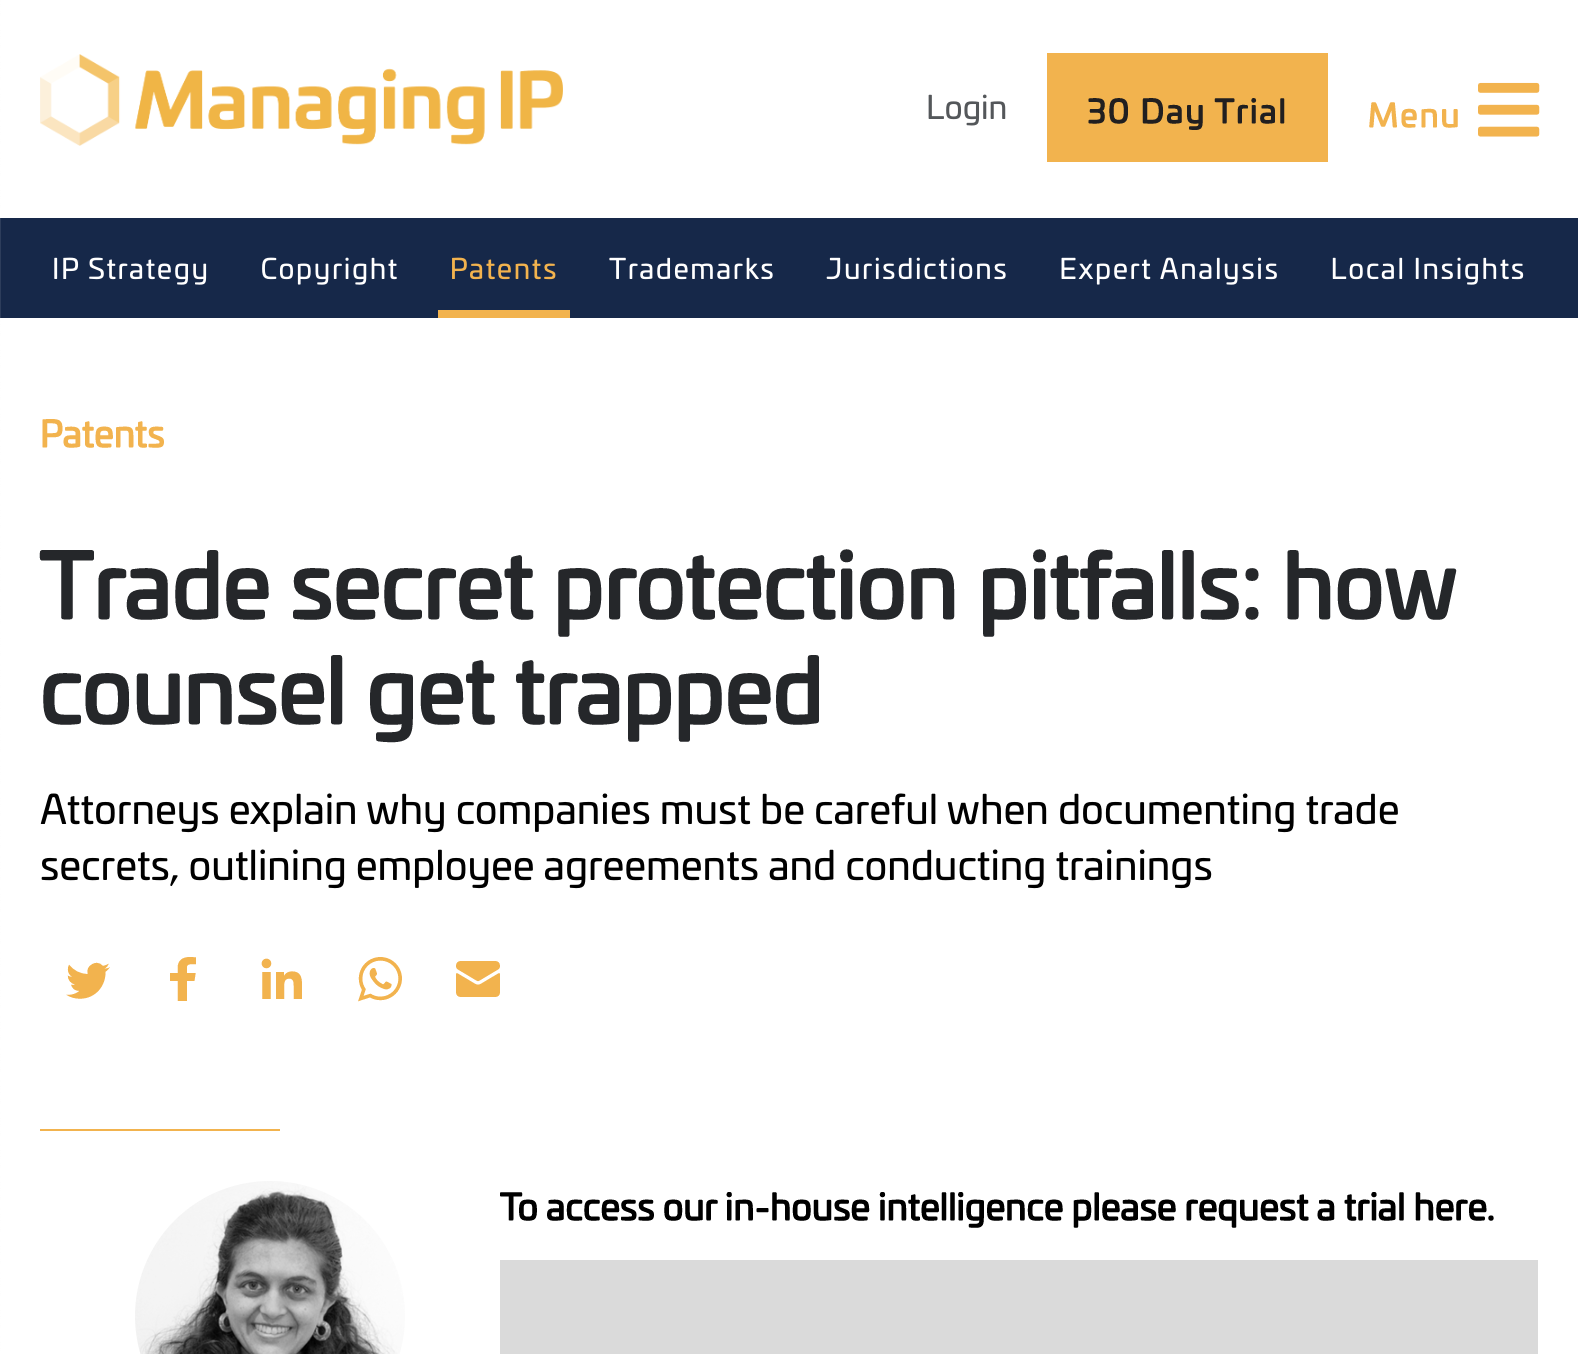 Managing IP
Login
30 Day Trial
Menu
IP Strategy
Copyright
Patents
Trademarks
Jurisdictions
Expert Analysis
Local Insights
Patents
Trade secret protection pitfalls: how
counsel get trapped
Attorneys explain why companies must be careful when documenting trade
secrets, outlining employee agreements and conducting trainings
To access our in-house intelligence please request a trial here.